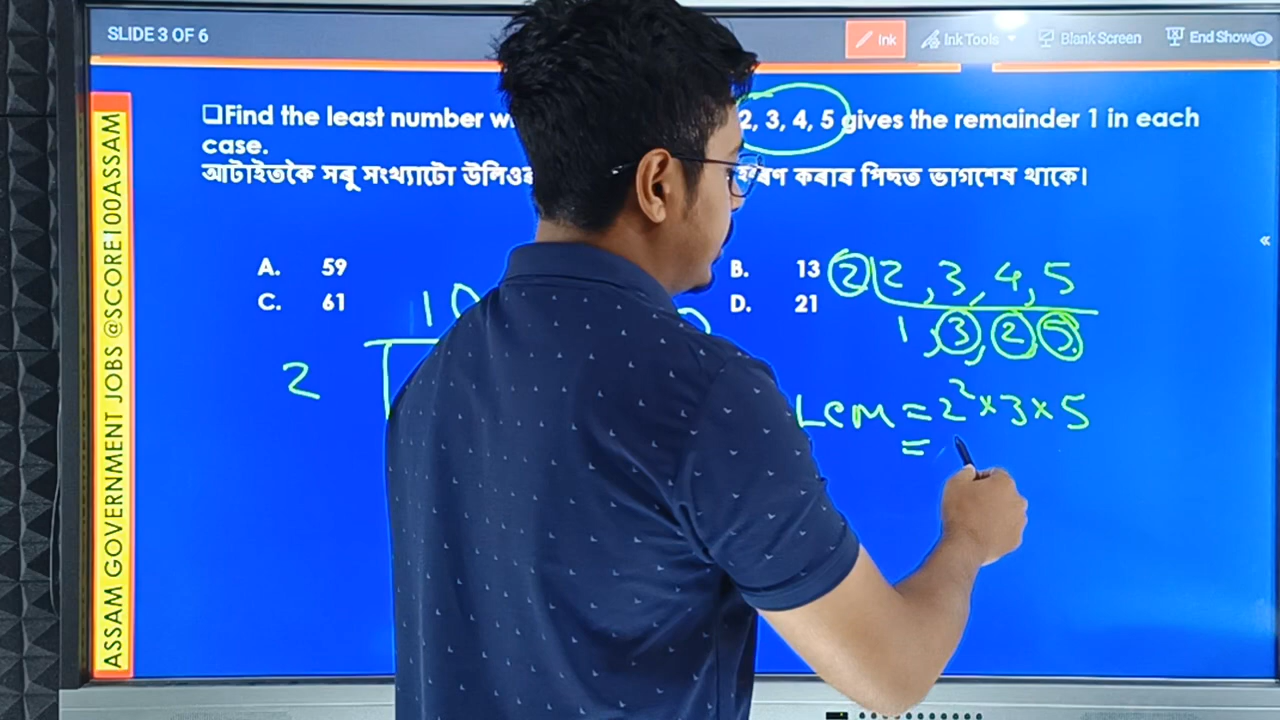 SLIDE 3 OF 6
Ink
Ink Tools
Blank Screen
End Show
ASSAM GOVERNMENT JOBS @SCORE100ASSAM
❑Find the least number 2, 3, 4, 5 gives the remainder 1 in each
case.
আটাইতকৈ সৰু সংখ্যাটো কৰাৰ পিছত ভাগশেষ থাকে।
A. 59
B. 13
C. 61
D. 21
2 2, 3, 4, 5
1, 3, 2, 5
10
2
LCM = 2² × 3 × 5
=